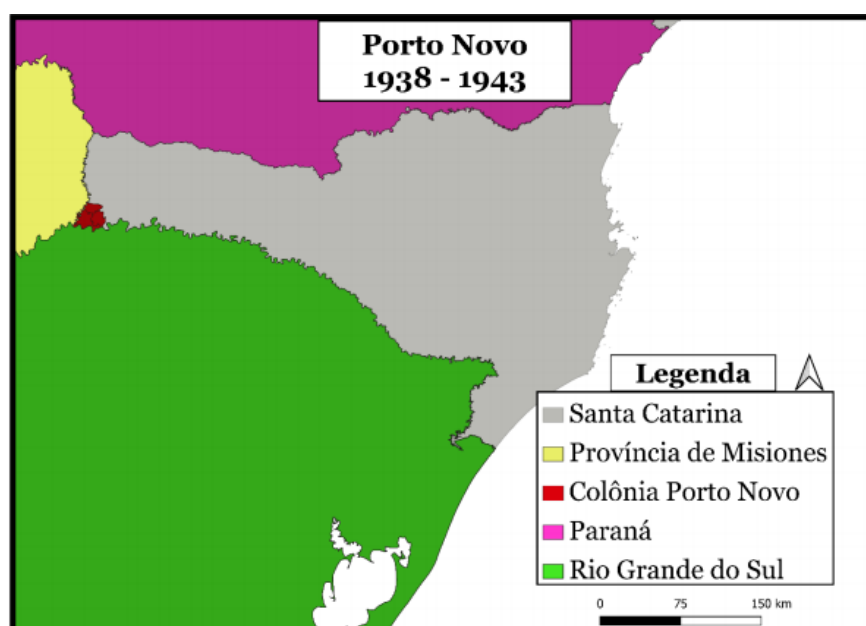 Porto Novo
1938 - 1943
Legenda
Santa Catarina
Província de Misiones
Colônia Porto Novo
Paraná
Rio Grande do Sul
0 75 150 km